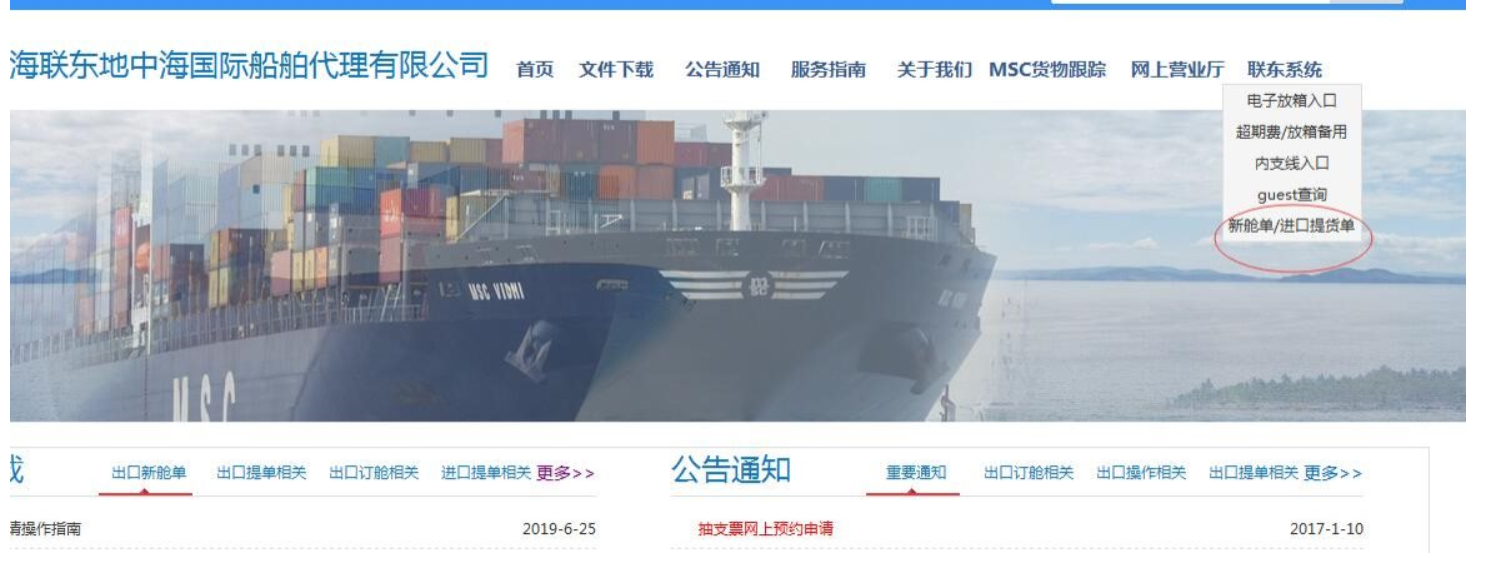 海联东地中海国际船舶代理有限公司 首页 文件下载 公告通知 服务指南 关于我们 MSC货物跟踪 网上营业厅 联东系统
电子放箱入口
超期费/放箱备用
内支线入口
guest查询
新舱单/进口提货单
MSC VIDHI
MSC
载 出口新舱单 出口提单相关 出口订舱相关 进口提单相关 更多>>
请操作指南 2019-6-25
公告通知 重要通知 出口订舱相关 出口操作相关 出口提单相关 更多>>
抽支票网上预约申请 2017-1-10